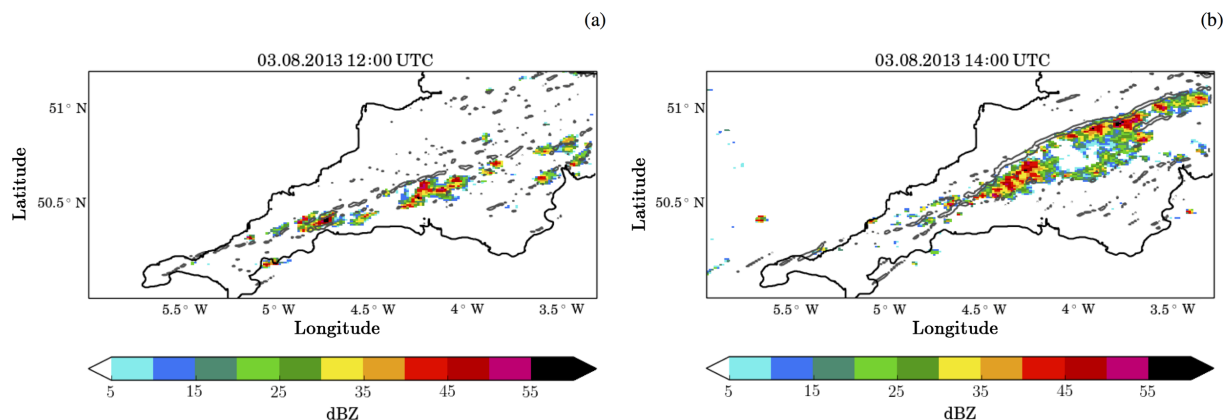 (a)
03.08.2013 12:00 UTC
51° N
50.5° N
Latitude
5.5° W 5° W 4.5° W 4° W 3.5° W
Longitude
5 15 25 35 45 55
dBZ
(b)
03.08.2013 14:00 UTC
51° N
50.5° N
Latitude
5.5° W 5° W 4.5° W 4° W 3.5° W
Longitude
5 15 25 35 45 55
dBZ